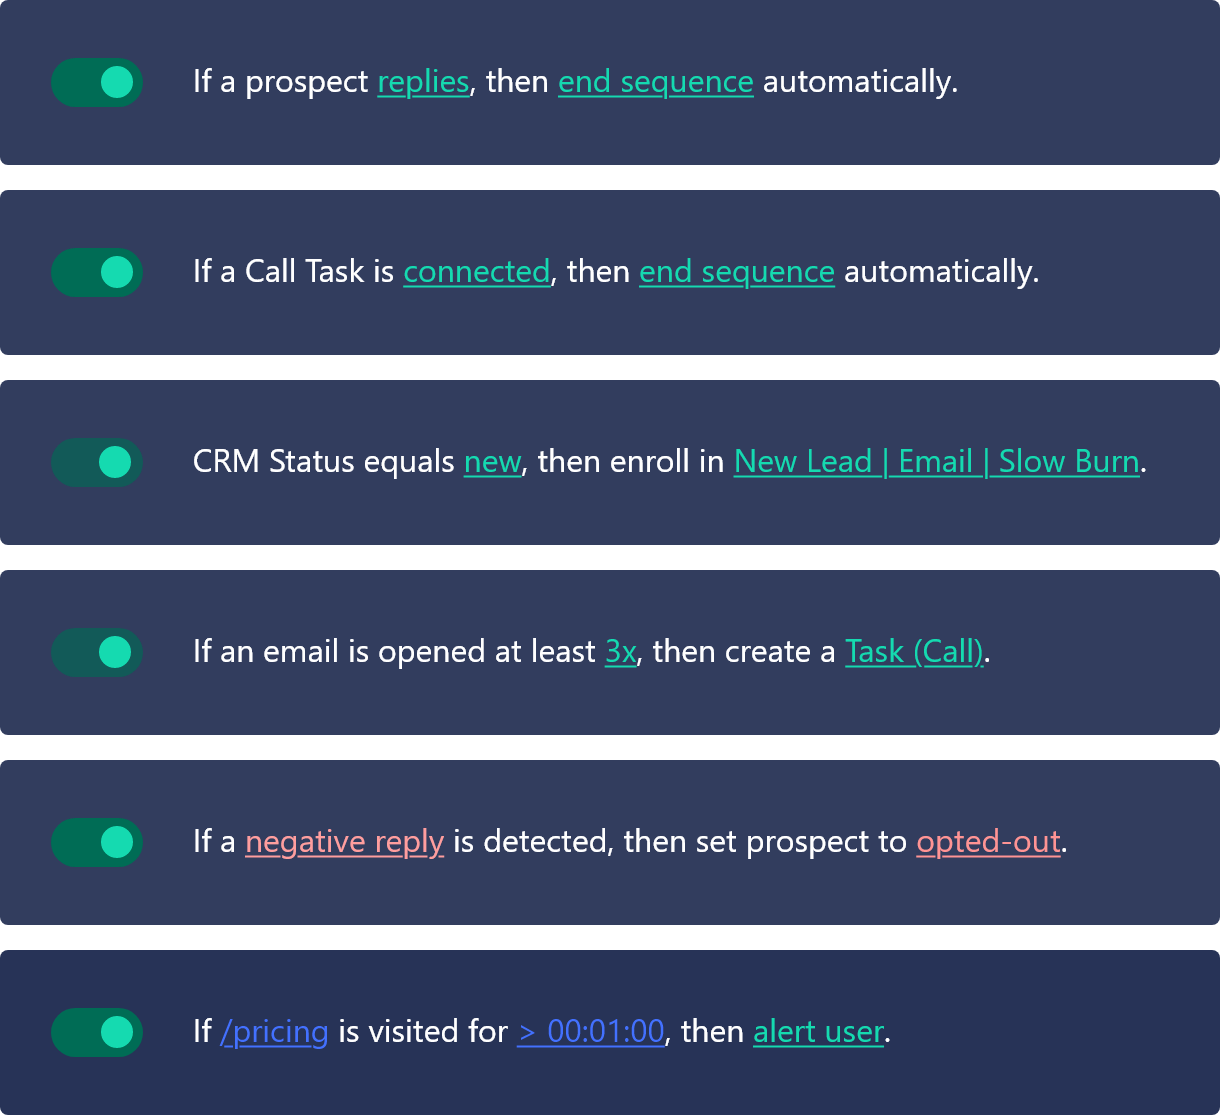 If a prospect replies, then end sequence automatically.
If a Call Task is connected, then end sequence automatically.
CRM Status equals new, then enroll in New Lead | Email | Slow Burn.
If an email is opened at least 3x, then create a Task (Call).
If a negative reply is detected, then set prospect to opted-out.
If /pricing is visited for > 00:01:00, then alert user.